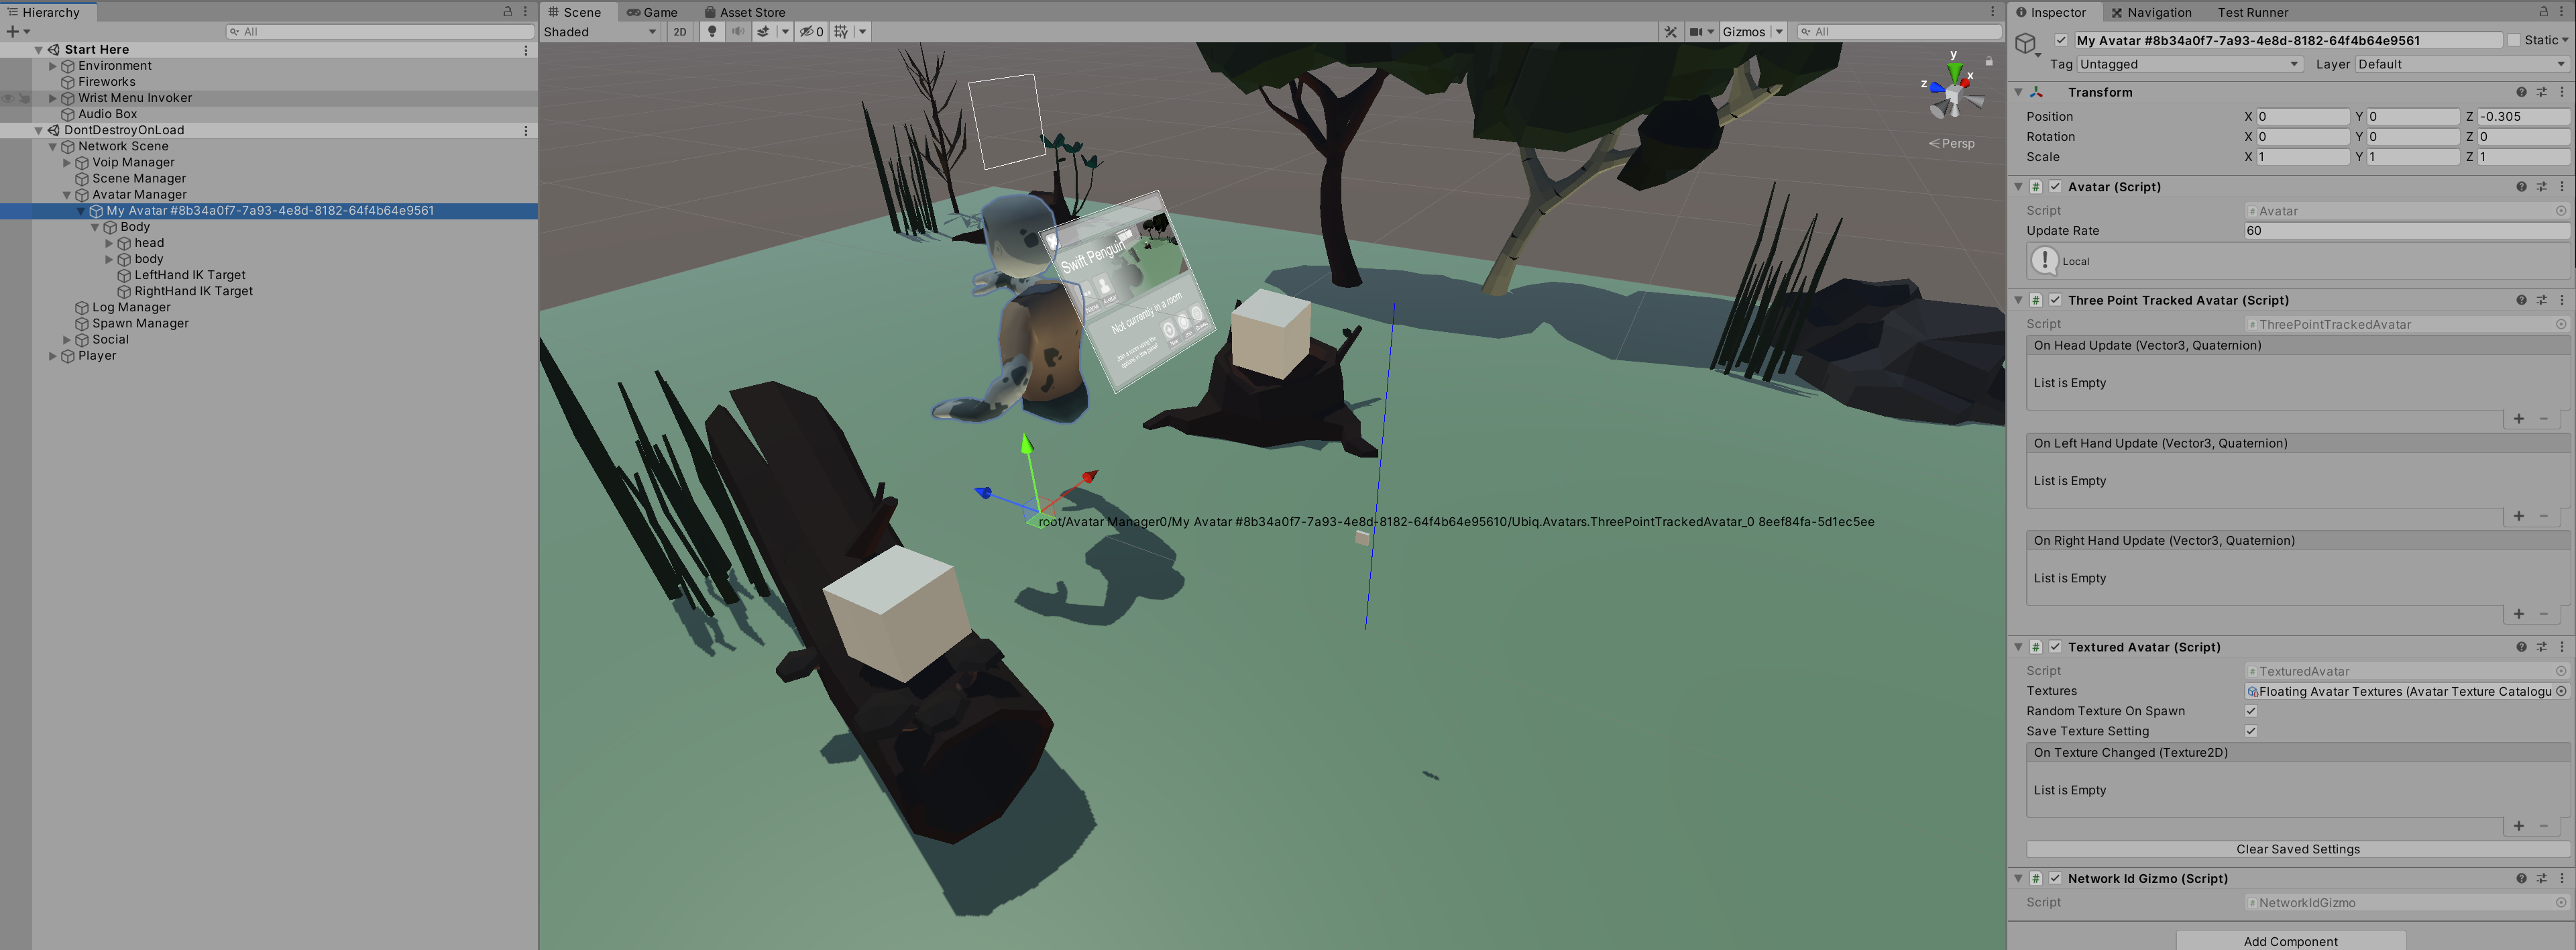 Hierarchy
All
Start Here
Environment
Fireworks
Wrist Menu Invoker
Audio Box
DontDestroyOnLoad
Network Scene
Voip Manager
Scene Manager
Avatar Manager
My Avatar #8b34a0f7-7a93-4e8d-8182-64f4b64e9561
Body
head
body
LeftHand IK Target
RightHand IK Target
Log Manager
Spawn Manager
Social
Player
Scene
Game
Asset Store
Shaded
2D
0
Gizmos
All
y
x
z
Persp
Swift Penguin
Name
Avatar
Not currently in a room
root/Avatar Manager0/My Avatar #8b34a0f7-7a93-4e8d-8182-64f4b64e95610/Ubiq.Avatars.ThreePointTrackedAvatar_0 8eef84fa-5d1ec5ee
Inspector
Navigation
Test Runner
My Avatar #8b34a0f7-7a93-4e8d-8182-64f4b64e9561
Static
Tag Untagged
Layer Default
Transform
Position X 0 Y 0 Z -0.305
Rotation X 0 Y 0 Z 0
Scale X 1 Y 1 Z 1
Avatar (Script)
Script Avatar
Update Rate 60
Local
Three Point Tracked Avatar (Script)
Script ThreePointTrackedAvatar
On Head Update (Vector3, Quaternion)
List is Empty
On Left Hand Update (Vector3, Quaternion)
List is Empty
On Right Hand Update (Vector3, Quaternion)
List is Empty
Textured Avatar (Script)
Script TexturedAvatar
Textures Floating Avatar Textures (Avatar Texture Catalogu
Random Texture On Spawn
Save Texture Setting
On Texture Changed (Texture2D)
List is Empty
Clear Saved Settings
Network Id Gizmo (Script)
Script NetworkIdGizmo
Add Component